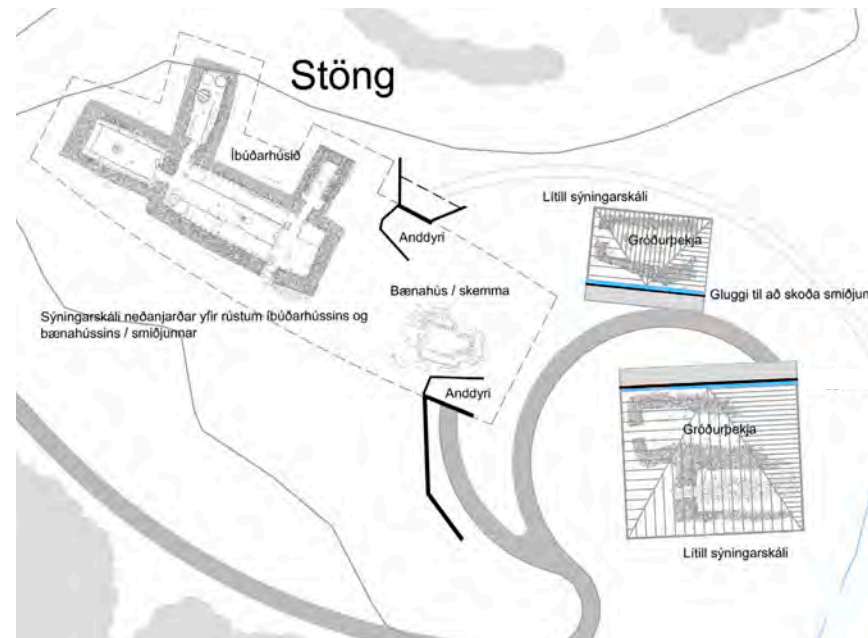 Stöng
Íbúðarhúsið
Lítill sýningarskáli
Anddyri
Gróðurþekja
Bænahús / skemma
Gluggi til að skoða smiðjun
Sýningarskáli neðanjarðar yfir rústum íbúðarhússins og
bænahússins / smiðjunnar
Anddyri
Gróðurþekja
Lítill sýningarskáli